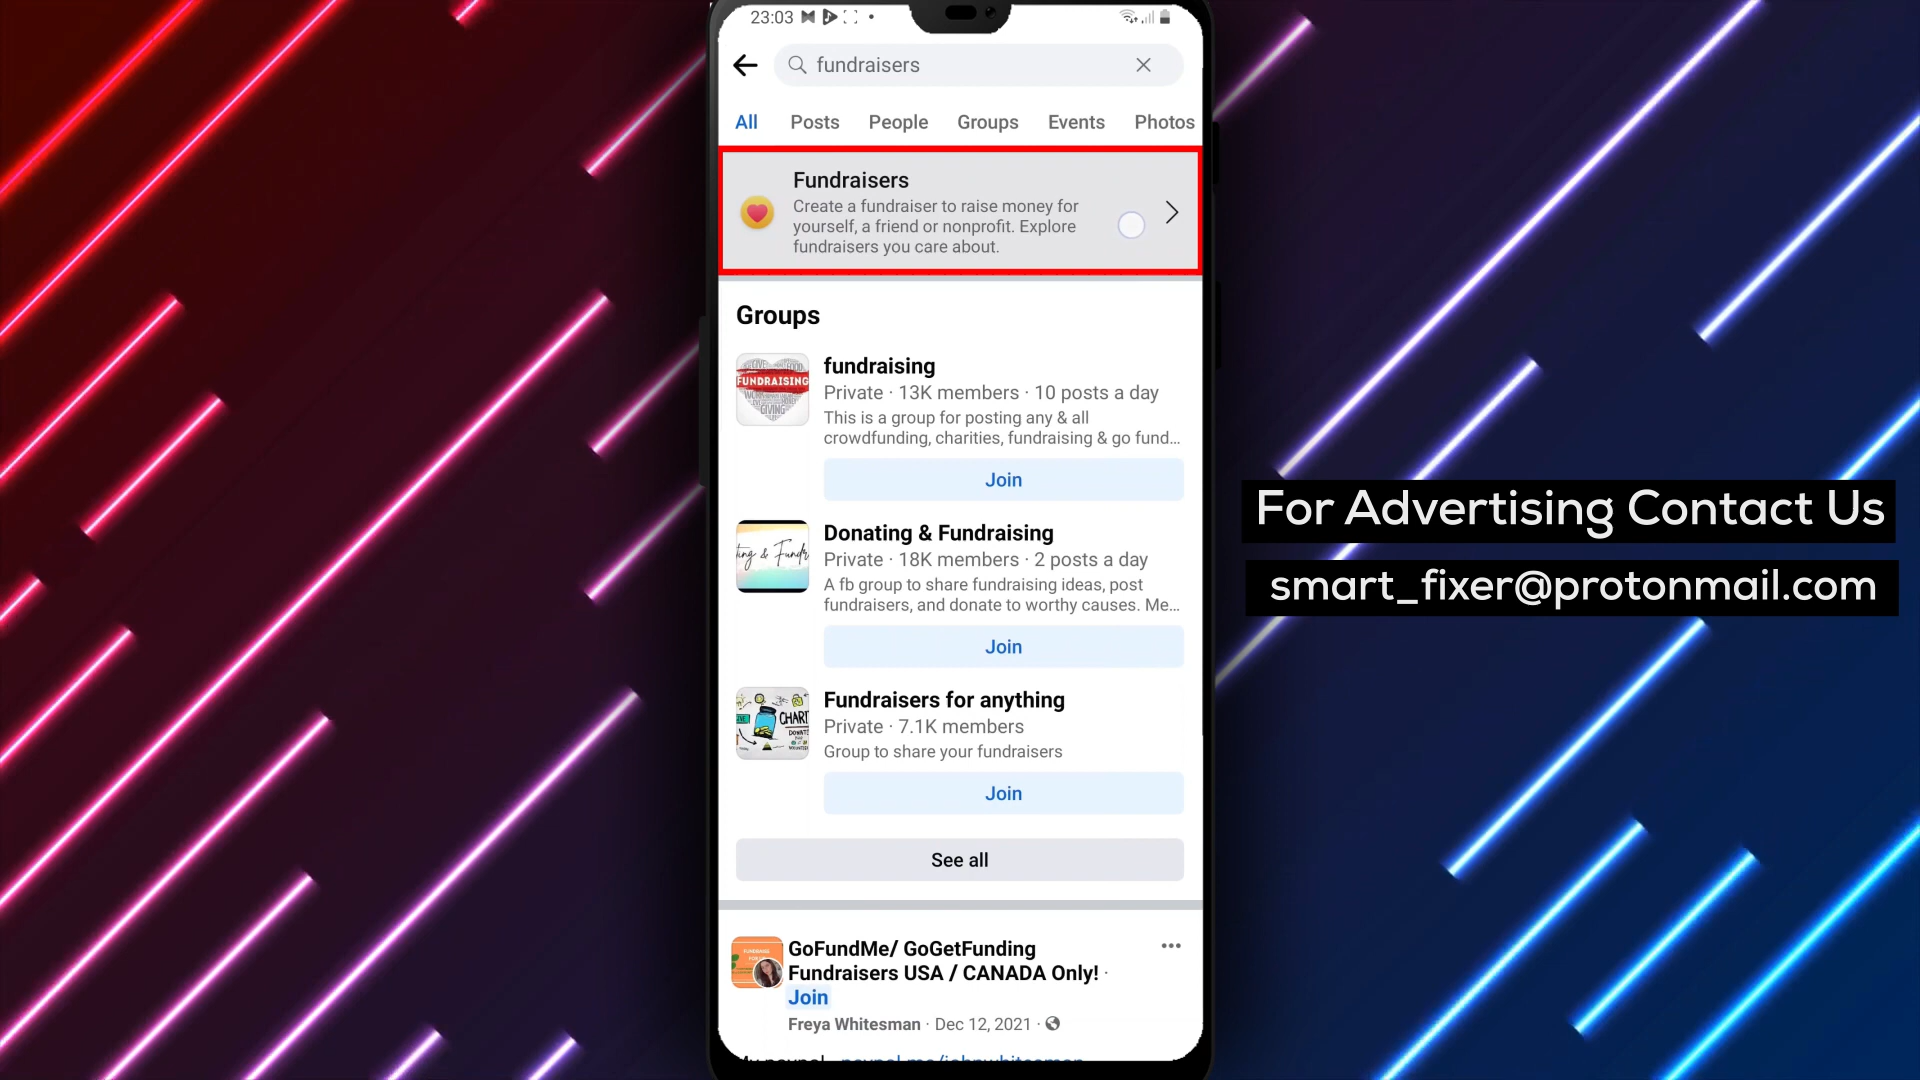 23:03
fundraisers
All Posts People Groups Events Photos
Fundraisers
Create a fundraiser to raise money for
yourself, a friend or nonprofit. Explore
fundraisers you care about.
Groups
FUNDRAISING
GIVING
fundraising
Private · 13K members · 10 posts a day
This is a group for posting any & all
crowdfunding, charities, fundraising & go fund...
Join
Donating & Fundraising
Private · 18K members · 2 posts a day
A fb group to share fundraising ideas, post
fundraisers, and donate to worthy causes. Me...
Join
Fundraisers for anything
Private · 7.1K members
Group to share your fundraisers
Join
See all
GoFundMe/ GoGetFunding
Fundraisers USA / CANADA Only! ·
Join
Freya Whitesman · Dec 12, 2021 ·
For Advertising Contact Us
smart_fixer@protonmail.com